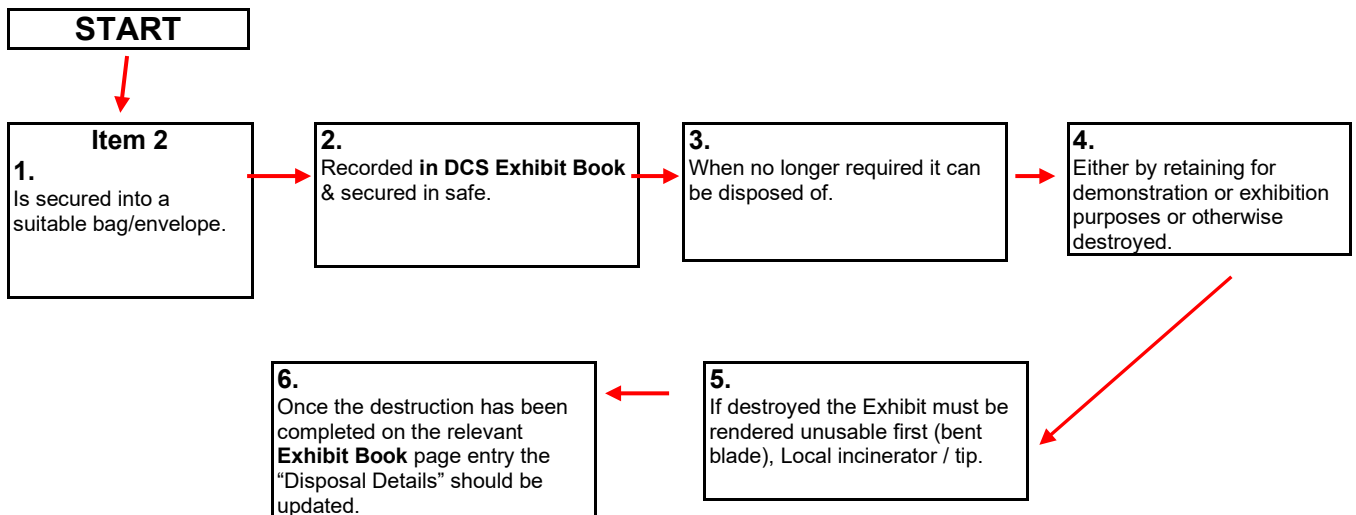 START
Item 2
1.
Is secured into a
suitable bag/envelope.
2.
Recorded in DCS Exhibit Book
& secured in safe.
3.
When no longer required it can
be disposed of.
4.
Either by retaining for
demonstration or exhibition
purposes or otherwise
destroyed.
5.
If destroyed the Exhibit must be
rendered unusable first (bent
blade), Local incinerator / tip.
6.
Once the destruction has been
completed on the relevant
Exhibit Book page entry the
“Disposal Details” should be
updated.